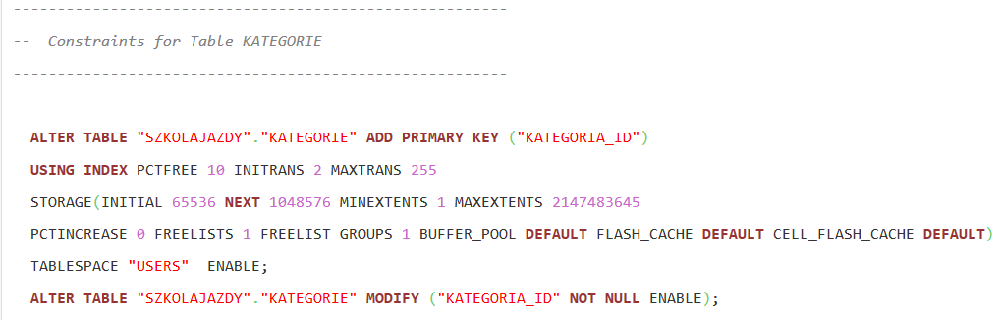 --------------------------------------------------------
--  Constraints for Table KATEGORIE
--------------------------------------------------------
ALTER TABLE "SZKOLAJAZDY"."KATEGORIE" ADD PRIMARY KEY ("KATEGORIA_ID")
USING INDEX PCTFREE 10 INITRANS 2 MAXTRANS 255
STORAGE(INITIAL 65536 NEXT 1048576 MINEXTENTS 1 MAXEXTENTS 2147483645
PCTINCREASE 0 FREELISTS 1 FREELIST GROUPS 1 BUFFER_POOL DEFAULT FLASH_CACHE DEFAULT CELL_FLASH_CACHE DEFAULT)
TABLESPACE "USERS"  ENABLE;
ALTER TABLE "SZKOLAJAZDY"."KATEGORIE" MODIFY ("KATEGORIA_ID" NOT NULL ENABLE);